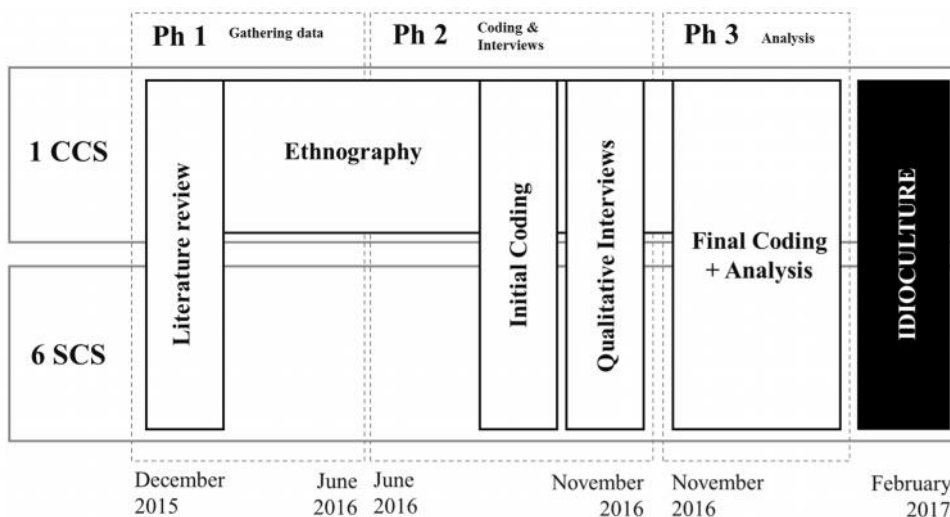 Ph 1 Gathering data
Ph 2 Coding &
Interviews
Ph 3 Analysis
1 CCS
6 SCS
Literature review
Ethnography
Initial Coding
Qualitative Interviews
Final Coding
+ Analysis
IDIOCULTURE
December
2015
June
2016
June
2016
November
2016
November
2016
February
2017